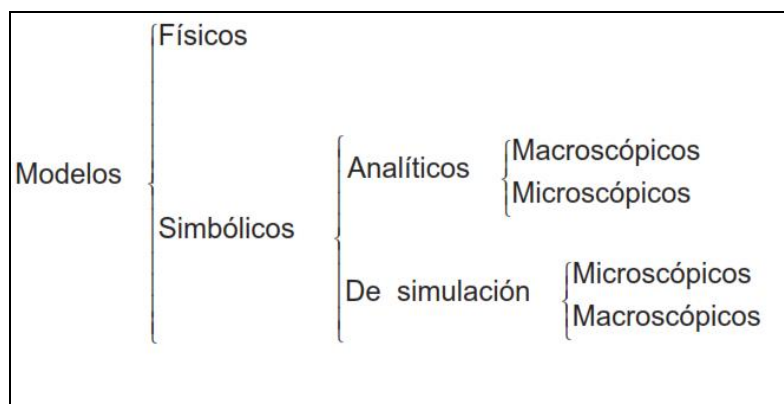 Físicos
Modelos
Simbólicos
Analíticos
Macroscópicos
Microscópicos
De simulación
Microscópicos
Macroscópicos